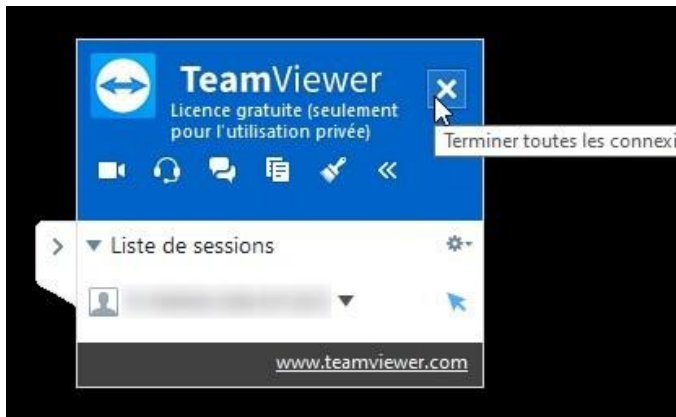 TeamViewer
Licence gratuite (seulement
pour l'utilisation privée)
Terminer toutes les connexi
Liste de sessions
www.teamviewer.com